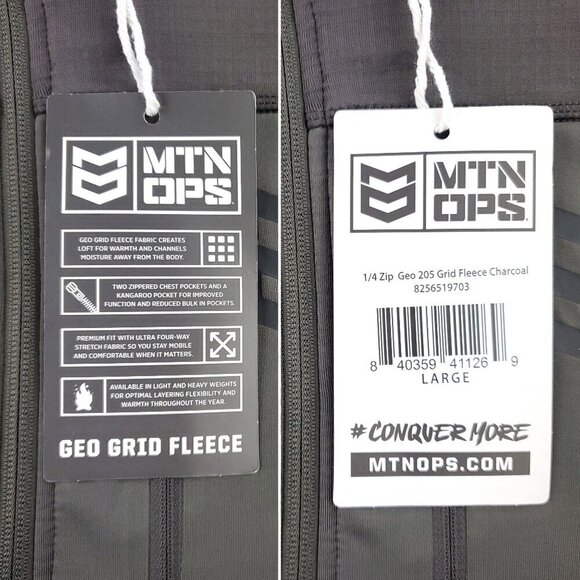 MTN
OPS
GEO GRID FLEECE FABRIC CREATES
LOFT FOR WARMTH AND CHANNELS
MOISTURE AWAY FROM THE BODY.
TWO ZIPPERED CHEST POCKETS AND A
KANGAROO POCKET FOR IMPROVED
FUNCTION AND REDUCED BULK IN POCKETS.
PREMIUM FIT WITH ULTRA FOUR-WAY
STRETCH FABRIC SO YOU STAY MOBILE
AND COMFORTABLE WHEN IT MATTERS.
AVAILABLE IN LIGHT AND HEAVY WEIGHTS
FOR OPTIMAL LAYERING FLEXIBILITY AND
WARMTH THROUGHOUT THE YEAR.
GEO GRID FLEECE
MTN
OPS
1/4 Zip Geo 205 Grid Fleece Charcoal
8256519703
8 40359 41126 9
LARGE
#CONQUER MORE
MTNOPS.COM